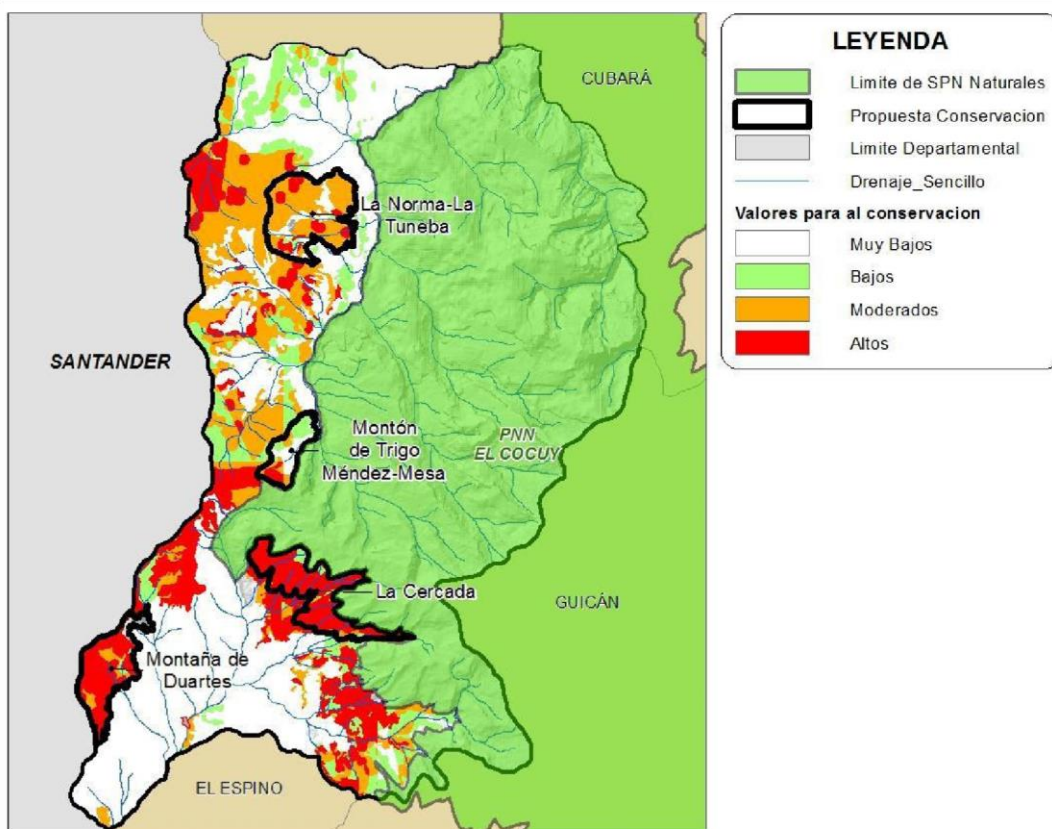 CUBARÁ
La Norma-La
Tuneba
SANTANDER
Montón
de Trigo
Méndez-Mesa
PNN
EL COCUY
La Cercada
GUICÁN
Montaña de
Duartes
EL ESPINO
LEYENDA
Limite de SPN Naturales
Propuesta Conservacion
Limite Departamental
Drenaje_Sencillo
Valores para al conservacion
Muy Bajos
Bajos
Moderados
Altos